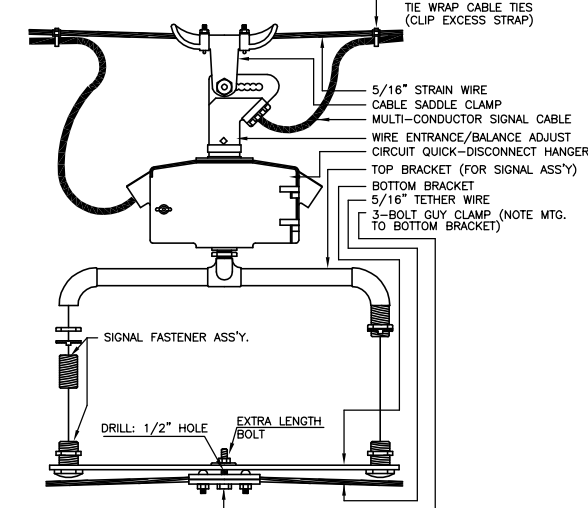 TIE WRAP CABLE TIES
(CLIP EXCESS STRAP)
5/16" STRAIN WIRE
CABLE SADDLE CLAMP
MULTI-CONDUCTOR SIGNAL CABLE
WIRE ENTRANCE/BALANCE ADJUST
CIRCUIT QUICK-DISCONNECT HANGER
TOP BRACKET (FOR SIGNAL ASS'Y)
BOTTOM BRACKET
5/16" TETHER WIRE
3-BOLT GUY CLAMP (NOTE MTG.
TO BOTTOM BRACKET)
SIGNAL FASTENER ASS'Y.
DRILL: 1/2" HOLE
EXTRA LENGTH
BOLT